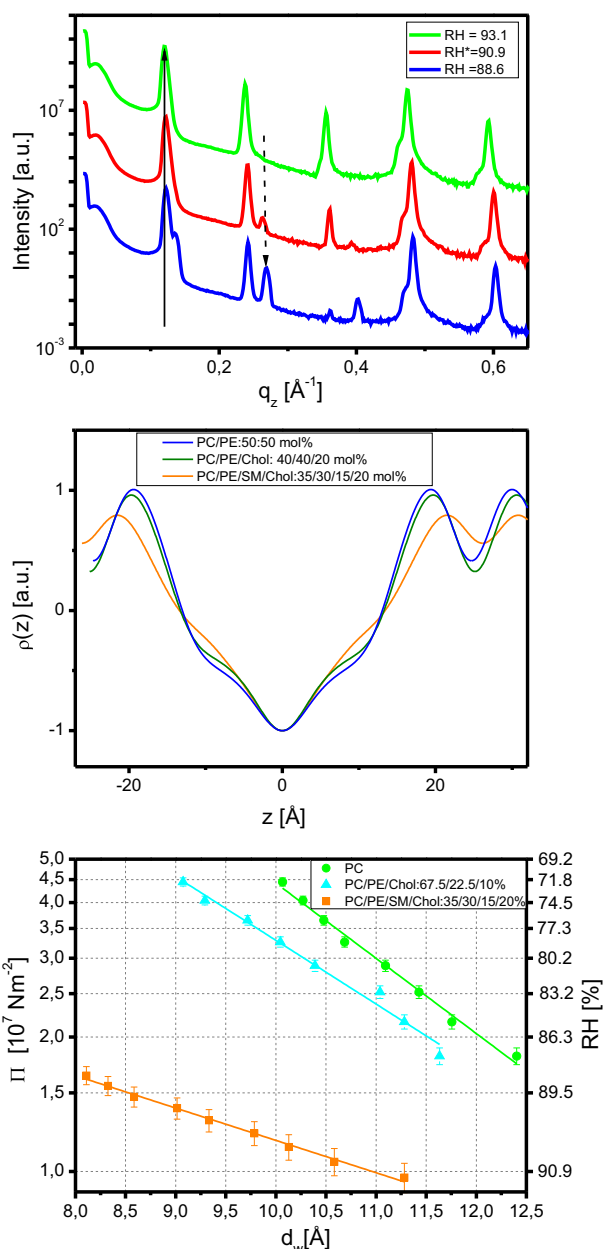 RH = 93.1
RH*=90.9
RH =88.6
Intensity [a.u.]
10⁷
10²
10⁻³
0,0 0,2 0,4 0,6
q_z [Å⁻¹]
PC/PE:50:50 mol%
PC/PE/Chol: 40/40/20 mol%
PC/PE/SM/Chol:35/30/15/20 mol%
ρ(z) [a.u.]
1
0
-1
-20 0 20
z [Å]
PC
PC/PE/Chol:67.5/22.5/10%
PC/PE/SM/Chol:35/30/15/20%
Π [10⁷ Nm⁻²]
5,0 69.2
4,5 71.8
4,0 74.5
3,5 77.3
3,0 80.2
2,5 83.2
2,0 86.3
1,5 89.5
1,0 90.9
RH [%]
8,0 8,5 9,0 9,5 10,0 10,5 11,0 11,5 12,0 12,5
d_w[Å]